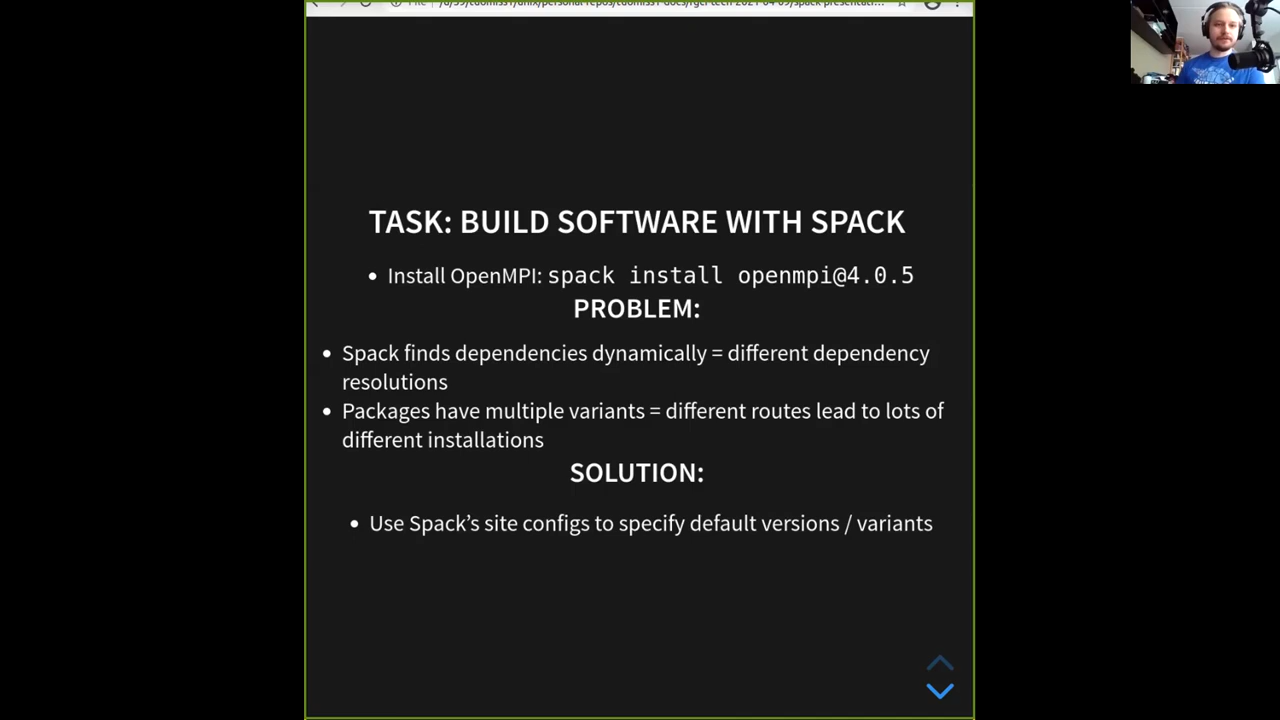 TASK: BUILD SOFTWARE WITH SPACK
• Install OpenMPI: spack install openmpi@4.0.5
PROBLEM:
• Spack finds dependencies dynamically = different dependency
resolutions
• Packages have multiple variants = different routes lead to lots of
different installations
SOLUTION:
• Use Spack’s site configs to specify default versions / variants